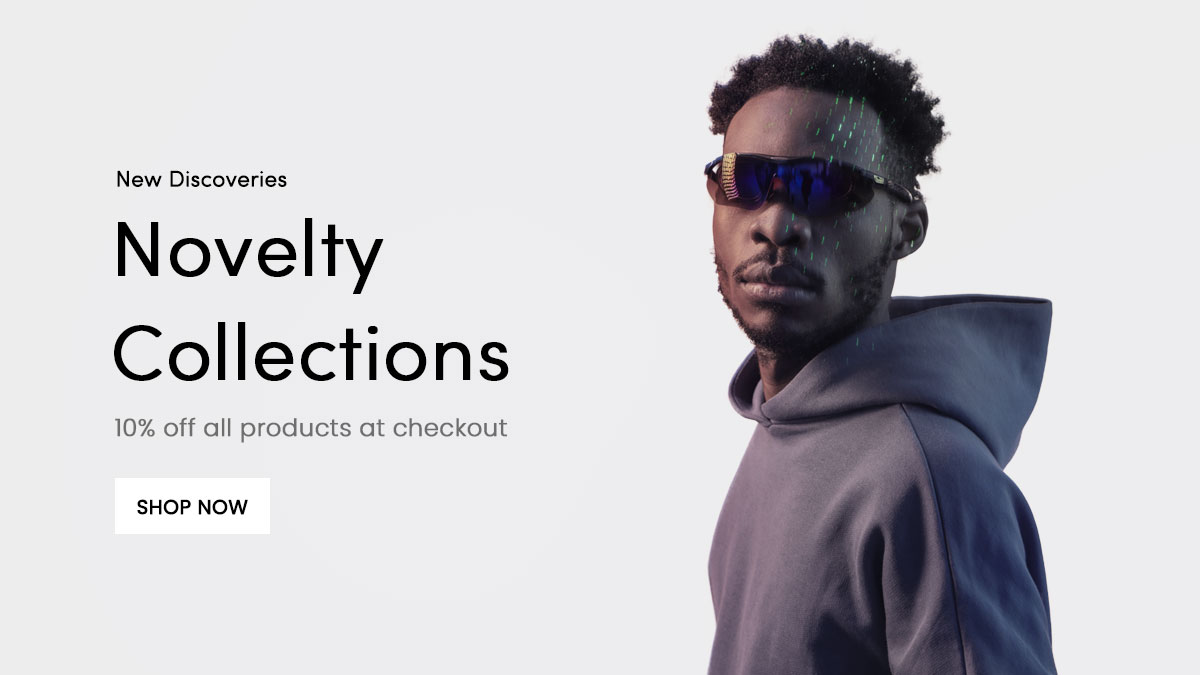 New Discoveries
Novelty
Collections
10% off all products at checkout
SHOP NOW